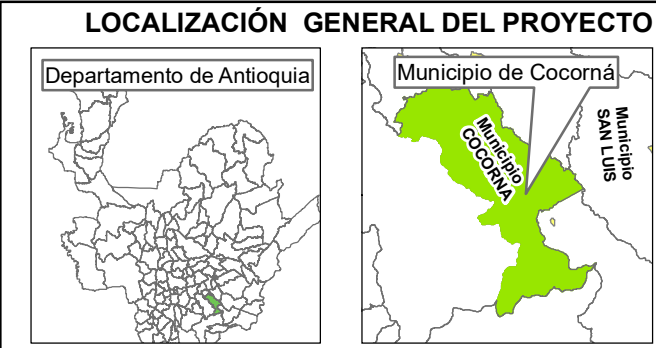 LOCALIZACIÓN GENERAL DEL PROYECTO
Departamento de Antioquia
Municipio de Cocorná
Municipio
COCORNA
Municipio
SAN LUIS